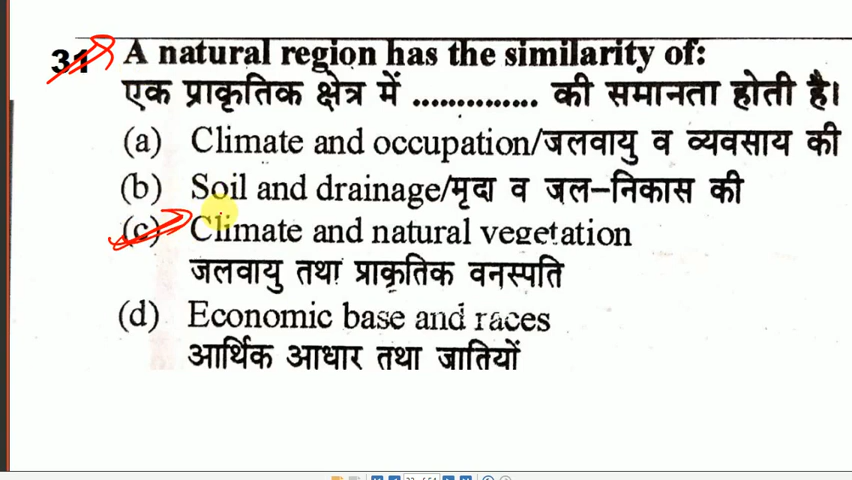 31 A natural region has the similarity of:
एक प्राकृतिक क्षेत्र में .............. की समानता होती है।
(a) Climate and occupation/जलवायु व व्यवसाय की
(b) Soil and drainage/मृदा व जल-निकास की
(c) Climate and natural vegetation
जलवायु तथा प्राकृतिक वनस्पति
(d) Economic base and races
आर्थिक आधार तथा जातियों